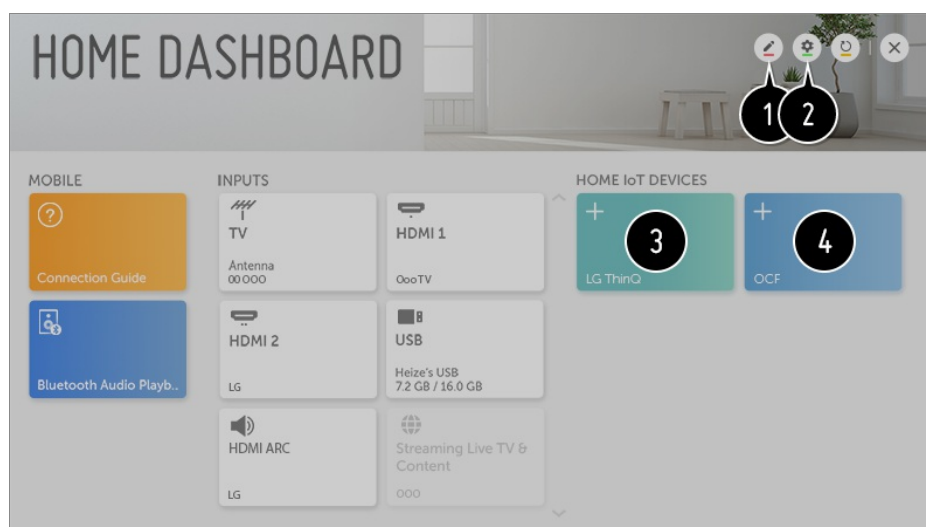 HOME DASHBOARD
1
2
MOBILE
INPUTS
HOME IoT DEVICES
?
Connection Guide
TV
Antenna
00000
HDMI 1
OooTV
3
LG ThinQ
4
OCF
Bluetooth Audio Playb..
HDMI 2
LG
USB
Heize's USB
7.2 GB / 16.0 GB
HDMI ARC
LG
Streaming Live TV &
Content
000